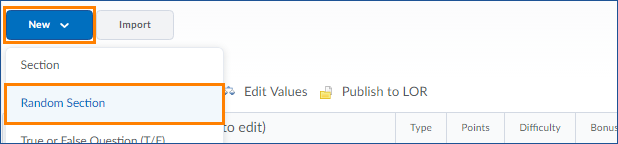 New
Import
Section
Edit Values
Publish to LOR
Random Section
to edit)
Type
Points
Difficulty
Bonus
True or False Question (T/F)